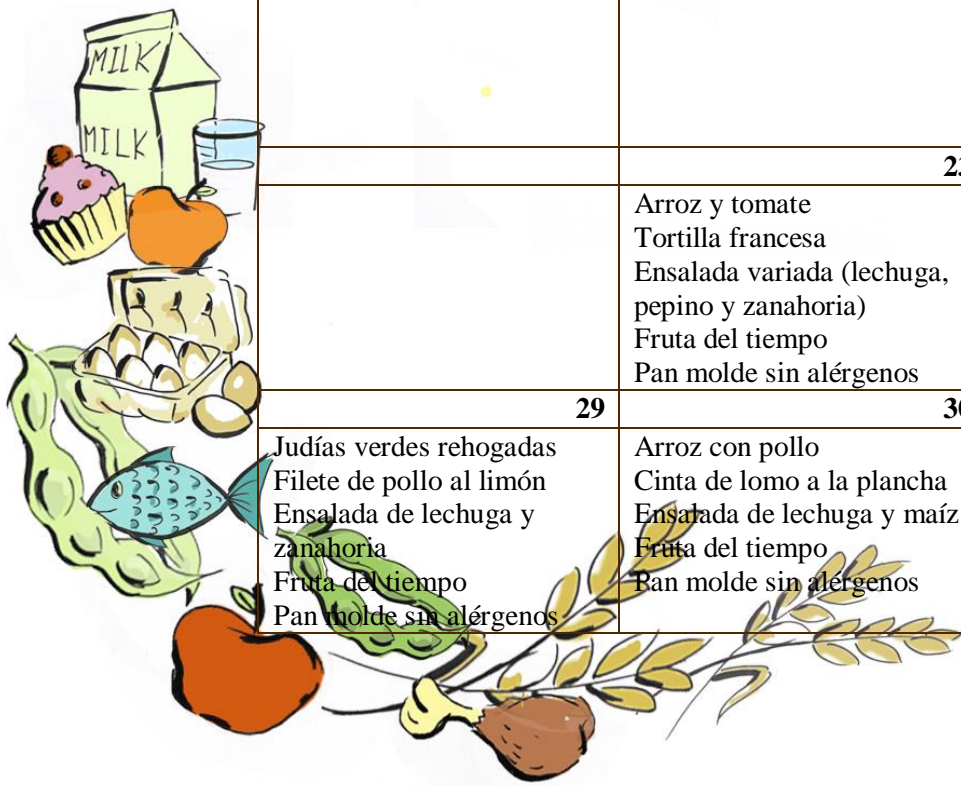 MILK
MILK
23
Arroz y tomate
Tortilla francesa
Ensalada variada (lechuga,
pepino y zanahoria)
Fruta del tiempo
Pan molde sin alérgenos
29
Judías verdes rehogadas
Filete de pollo al limón
Ensalada de lechuga y
zanahoria
Fruta del tiempo
Pan molde sin alérgenos
30
Arroz con pollo
Cinta de lomo a la plancha
Ensalada de lechuga y maíz
Fruta del tiempo
Pan molde sin alérgenos